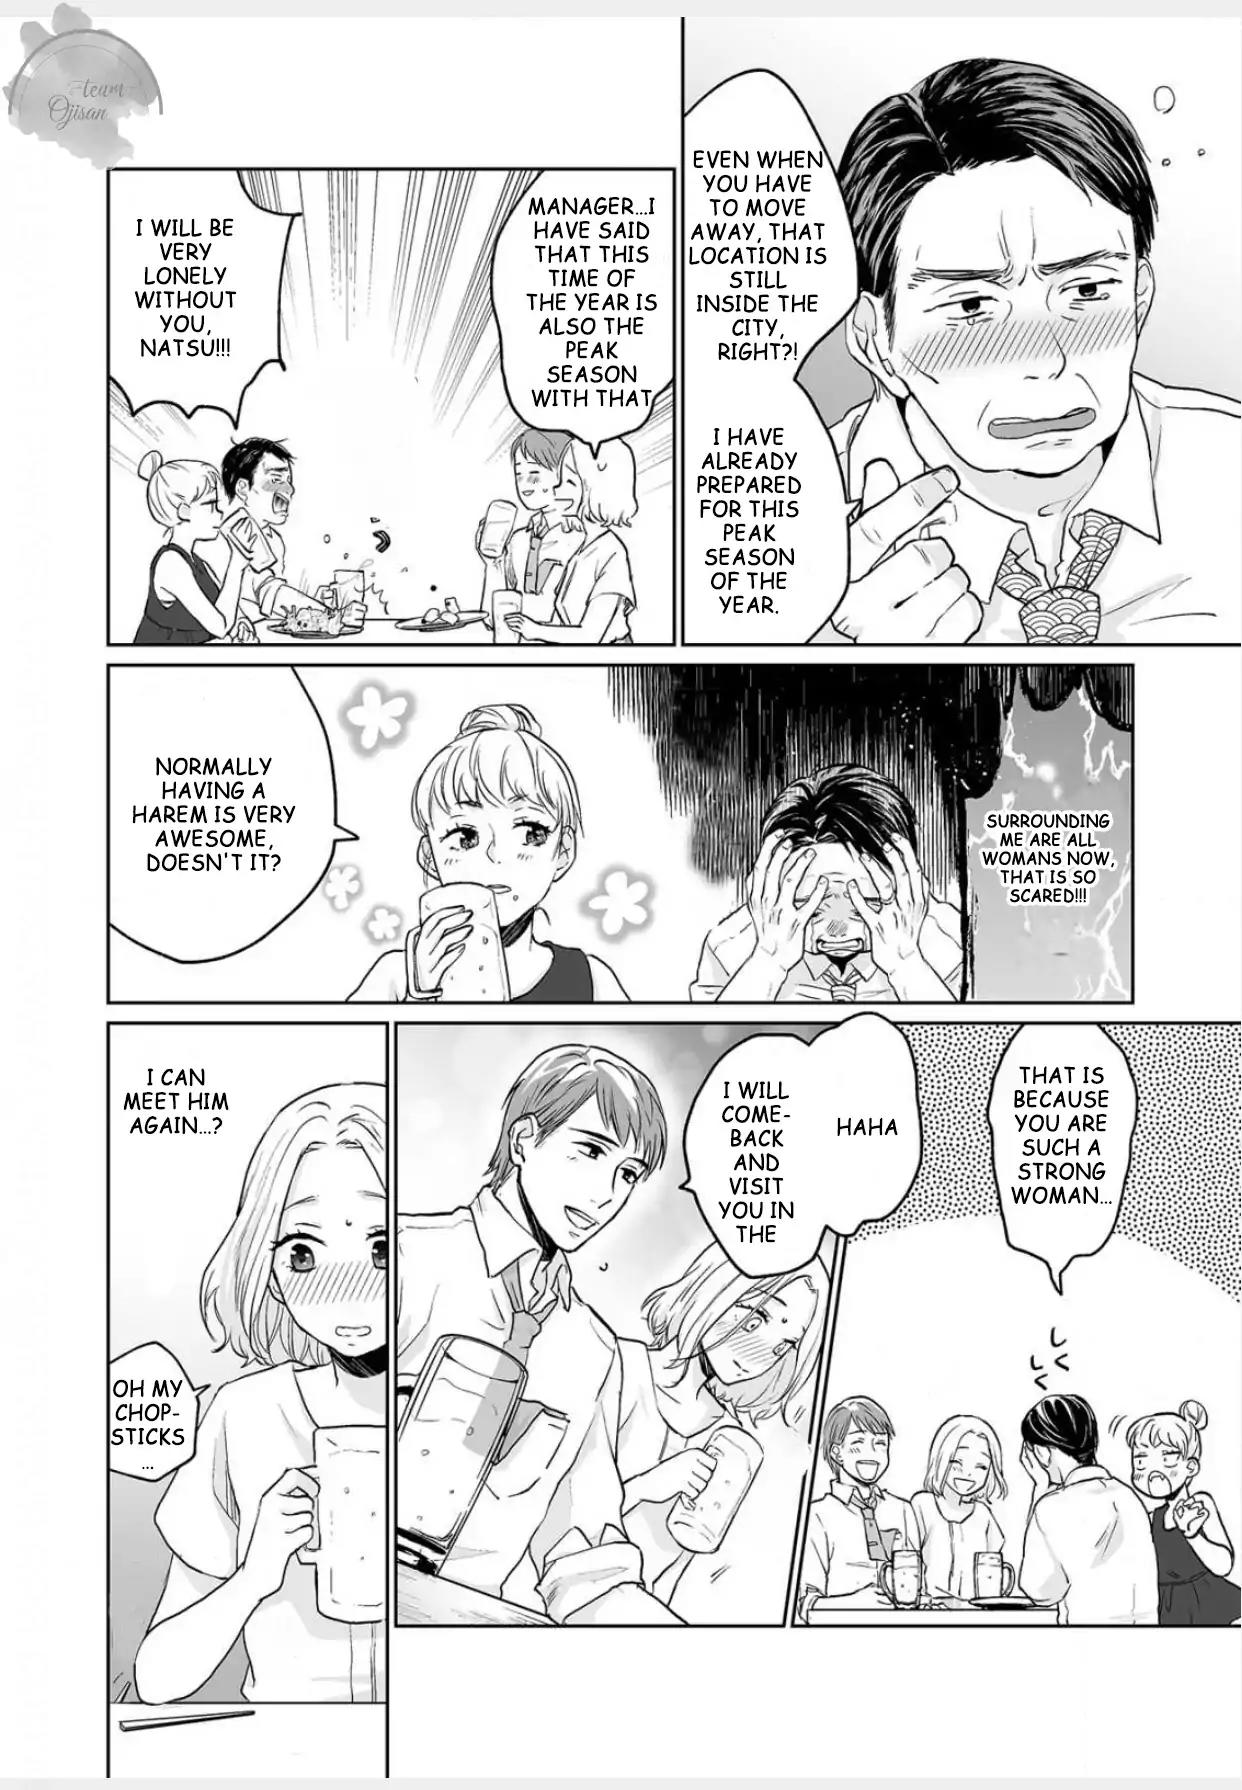 team
Ojisan
EVEN WHEN
YOU HAVE
TO MOVE
AWAY, THAT
LOCATION IS
STILL
INSIDE THE
CITY,
RIGHT?!
I HAVE
ALREADY
PREPARED
FOR THIS
PEAK
SEASON
OF THE
YEAR.
MANAGER...I
HAVE SAID
THAT THIS
TIME OF
THE YEAR IS
ALSO THE
PEAK
SEASON
WITH THAT
I WILL BE
VERY
LONELY
WITHOUT
YOU,
NATSU!!!
SURROUNDING
ME ARE ALL
WOMANS NOW,
THAT IS SO
SCARED!!!
NORMALLY
HAVING A
HAREM IS VERY
AWESOME,
DOESN'T IT?
THAT IS
BECAUSE
YOU ARE
SUCH A
STRONG
WOMAN...
しく
しく
HAHA
I WILL
COME-
BACK
AND
VISIT
YOU IN
THE
I CAN
MEET HIM
AGAIN...?
OH MY
CHOP-
STICKS
...